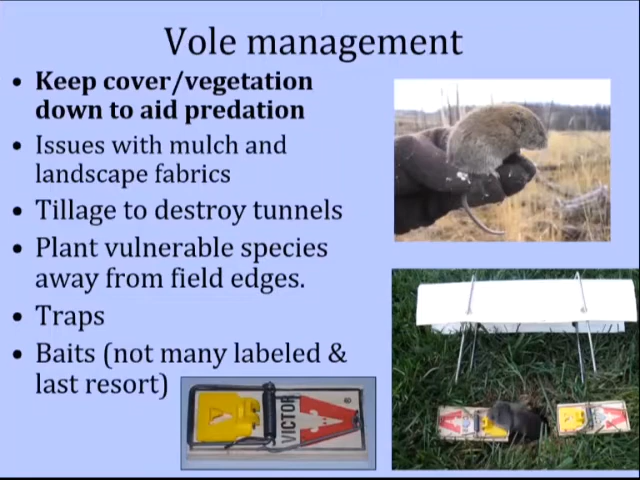 Vole management
• Keep cover/vegetation
down to aid predation
• Issues with mulch and
landscape fabrics
• Tillage to destroy tunnels
• Plant vulnerable species
away from field edges.
• Traps
• Baits (not many labeled &
last resort)
VICTOR